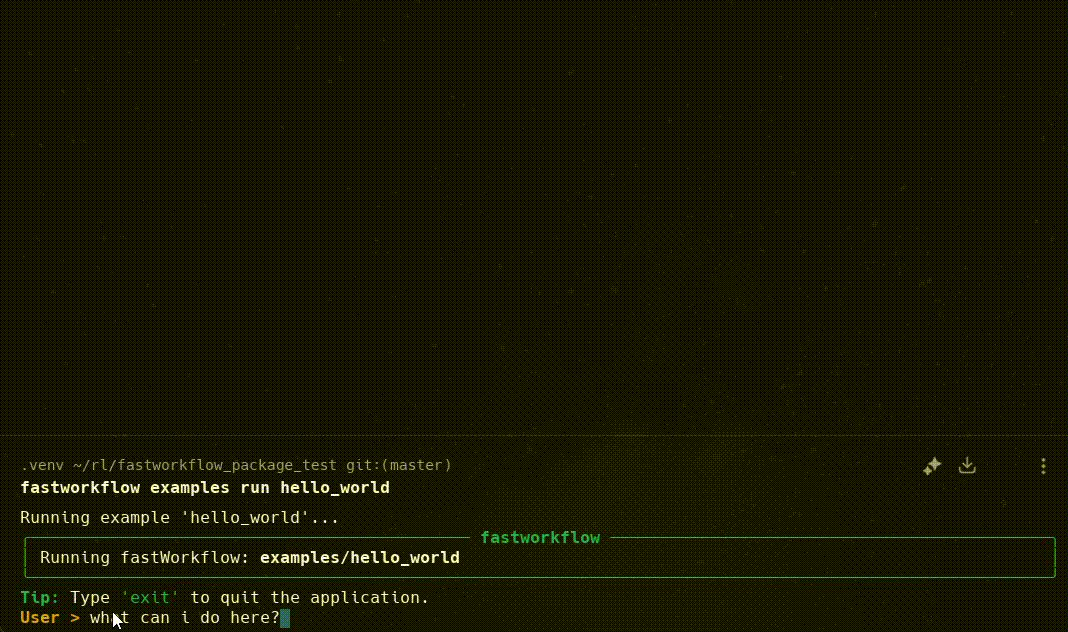 .venv ~/rl/fastworkflow_package_test git:(master)
fastworkflow examples run hello_world
Running example 'hello_world'...
fastworkflow
Running fastWorkflow: examples/hello_world
Tip: Type 'exit' to quit the application.
User > what can i do here?